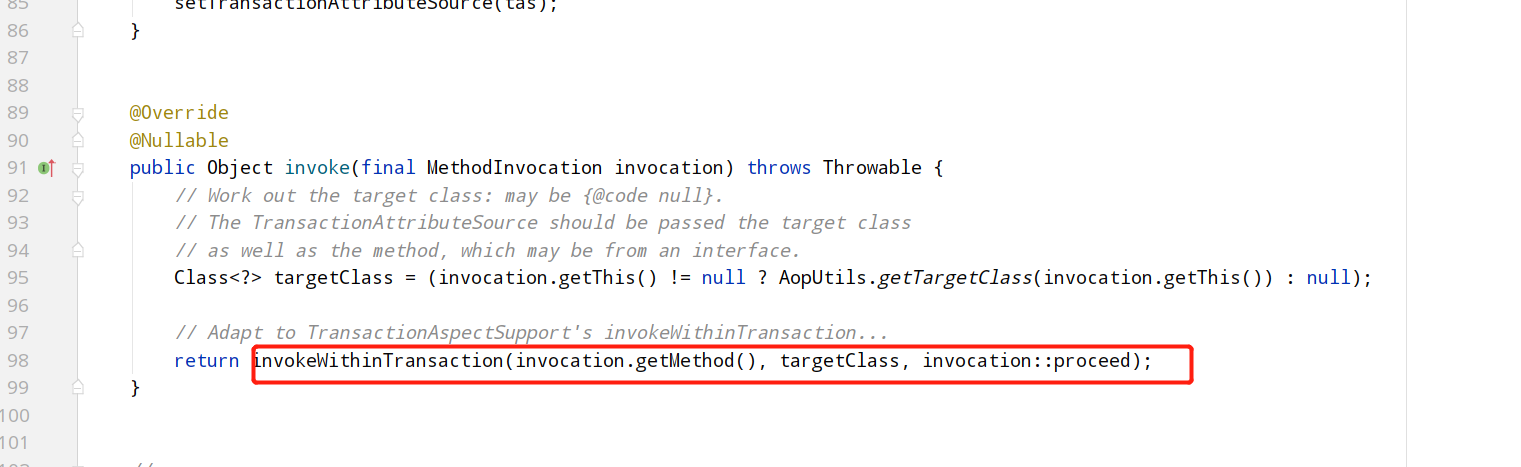 85 setTransactionAttributeSource(tas);
86 }
87
88
89 @Override
90 @Nullable
91 public Object invoke(final MethodInvocation invocation) throws Throwable {
92 // Work out the target class: may be {@code null}.
93 // The TransactionAttributeSource should be passed the target class
94 // as well as the method, which may be from an interface.
95 Class<?> targetClass = (invocation.getThis() != null ? AopUtils.getTargetClass(invocation.getThis()) : null);
96
97 // Adapt to TransactionAspectSupport's invokeWithinTransaction...
98 return invokeWithinTransaction(invocation.getMethod(), targetClass, invocation::proceed);
99 }
100
101